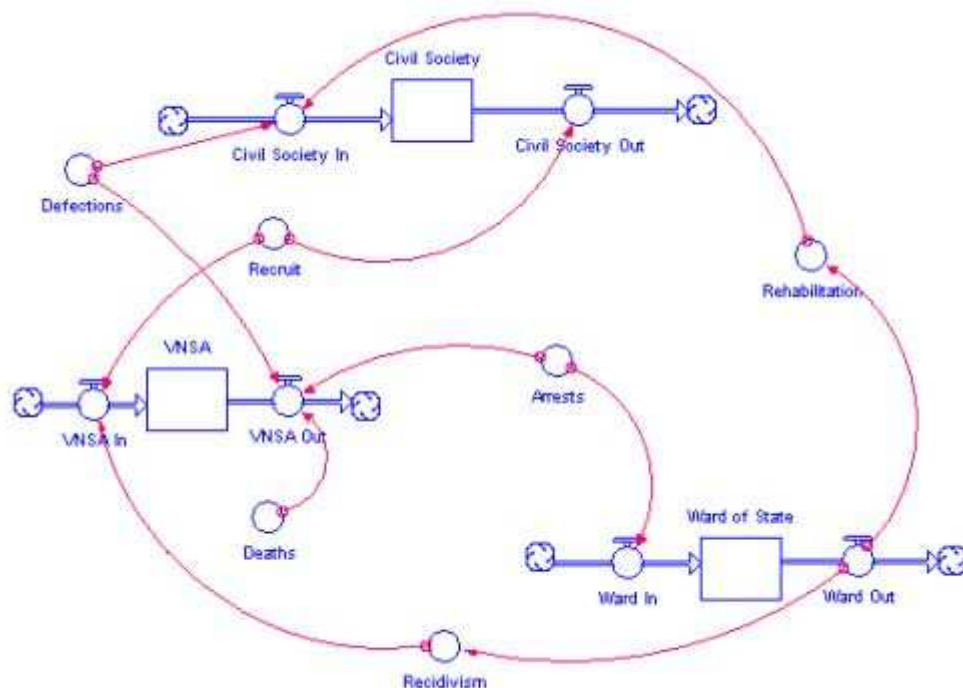 Civil Society
Civil Society In
Civil Society Out
Defections
Recruit
Rehabilitation
VNSA
Arrests
VNSA In
VNSA Out
Ward of State
Deaths
Ward In
Ward Out
Recidivism